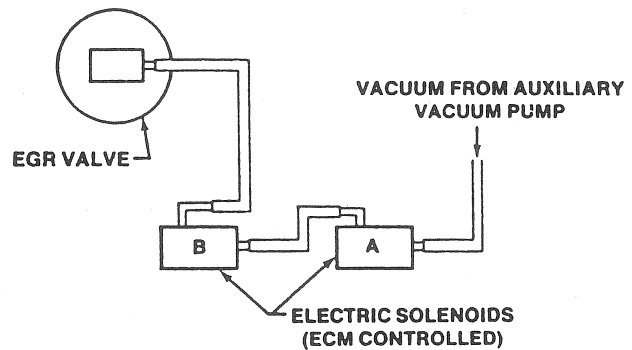 VACUUM FROM AUXILIARY
VACUUM PUMP
EGR VALVE
B
A
ELECTRIC SOLENOIDS
(ECM CONTROLLED)